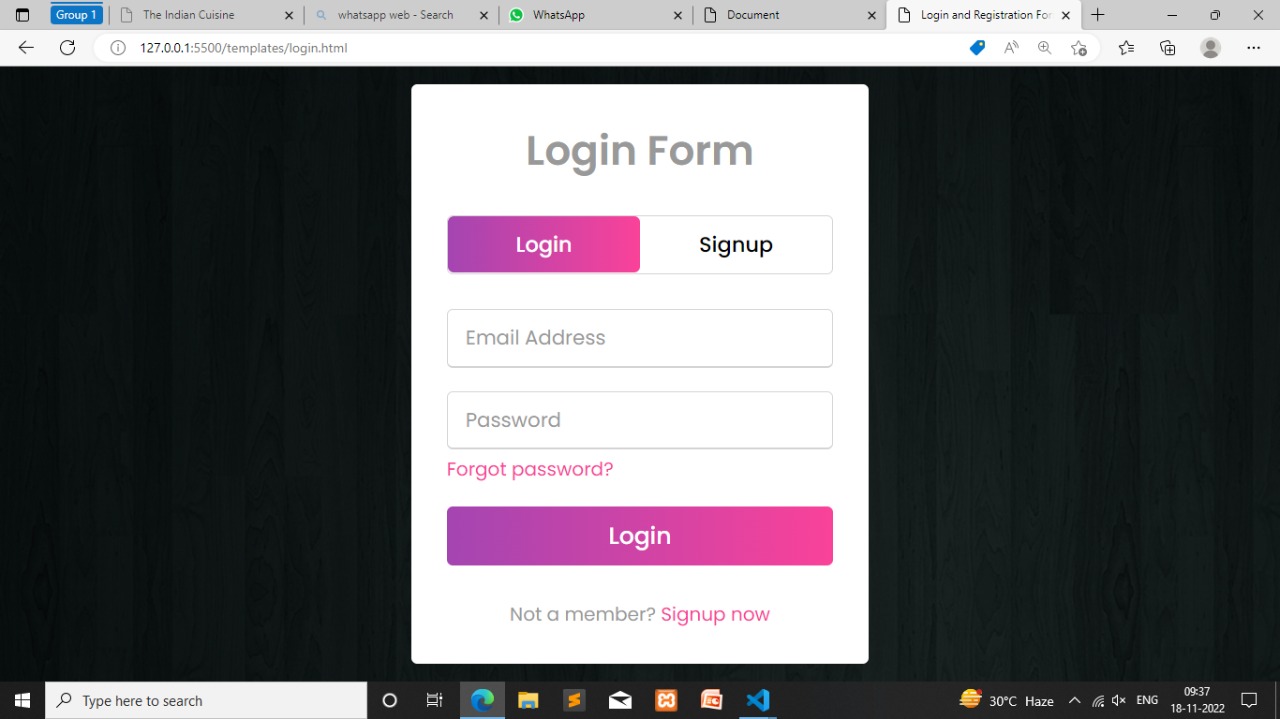 Group 1
The Indian Cuisine
whatsapp web - Search
WhatsApp
Document
Login and Registration For
127.0.0.1:5500/templates/login.html
Login Form
Login
Signup
Email Address
Password
Forgot password?
Login
Not a member? Signup now
Type here to search
30°C Haze
ENG
09:37
18-11-2022